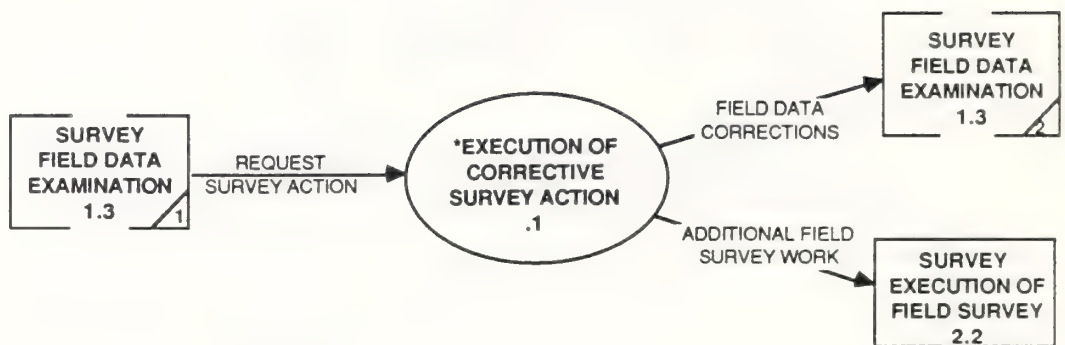 SURVEY
FIELD DATA
EXAMINATION
1.3
1
REQUEST
SURVEY ACTION
*EXECUTION OF
CORRECTIVE
SURVEY ACTION
.1
FIELD DATA
CORRECTIONS
SURVEY
FIELD DATA
EXAMINATION
1.3
2
ADDITIONAL FIELD
SURVEY WORK
SURVEY
EXECUTION OF
FIELD SURVEY
2.2